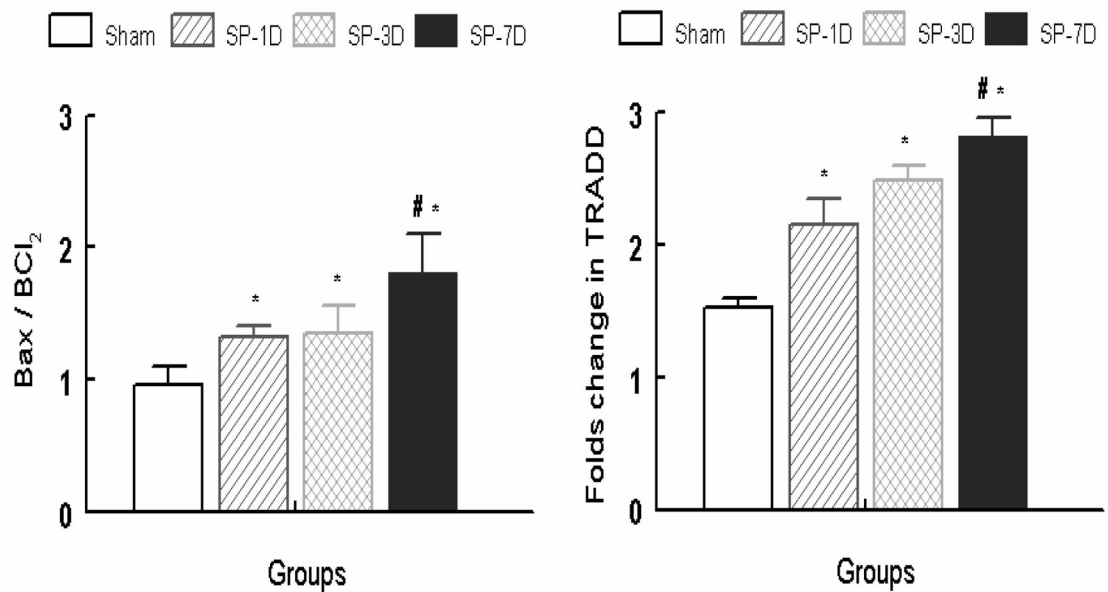 Sham SP-1D SP-3D SP-7D
Bax / BCl₂
3
2
1
0
*
*
# *
Groups
Sham SP-1D SP-3D SP-7D
Folds change in TRADD
3
2
1
0
*
*
# *
Groups